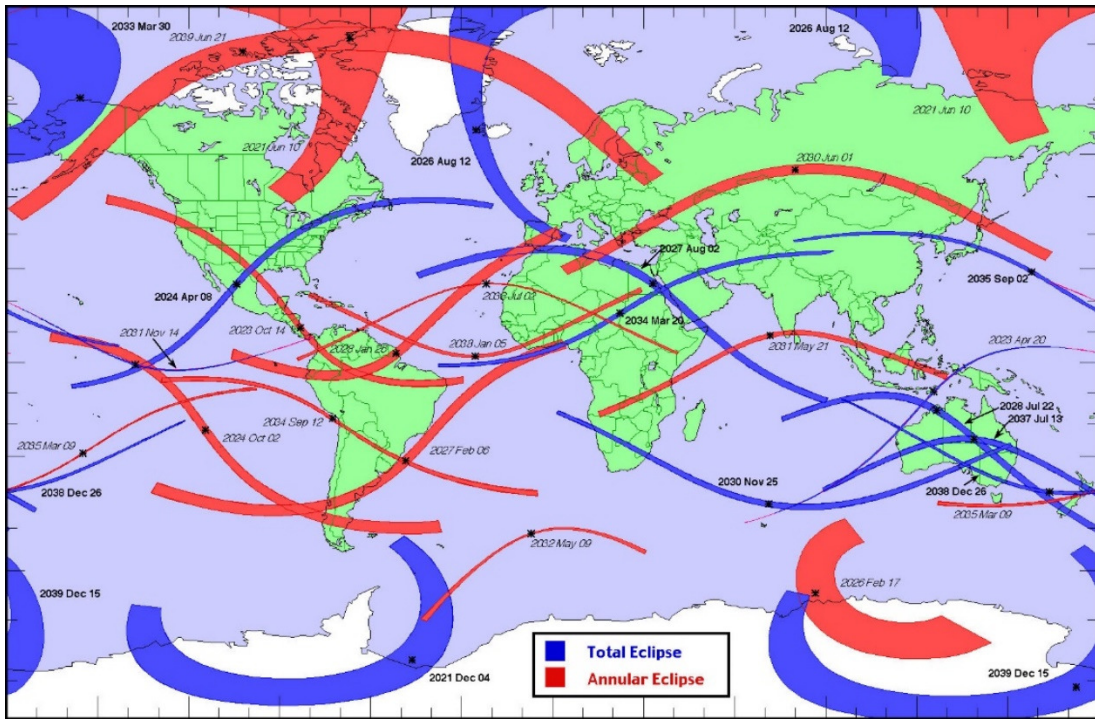 2033 Mar 30
2039 Jun 21
2026 Aug 12
2021 Jun 10
2021 Jun 10
2026 Aug 12
2030 Jun 01
2027 Aug 02
2035 Sep 02
2024 Apr 08
2036 Jul 02
2034 Mar 20
2031 Nov 14
2023 Oct 14
2028 Jan 26
2038 Jan 05
2031 May 21
2023 Apr 20
2028 Jul 22
2037 Jul 13
2034 Sep 12
2024 Oct 02
2035 Mar 09
2027 Feb 06
2030 Nov 25
2038 Dec 26
2038 Dec 26
2035 Mar 09
2032 May 09
2026 Feb 17
2039 Dec 15
2021 Dec 04
2039 Dec 15
Total Eclipse
Annular Eclipse